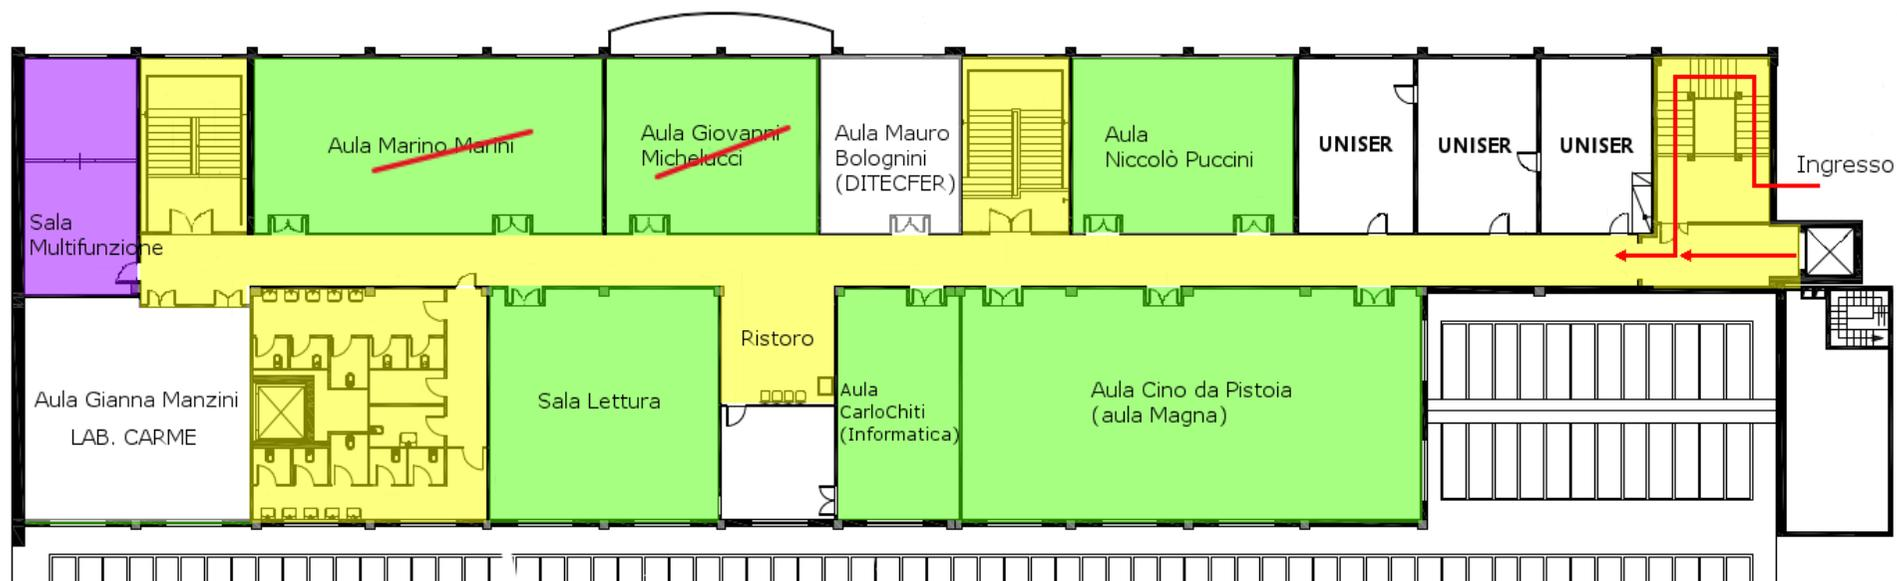 Aula Marino Marini
Aula Giovanni
Michelucci
Aula Mauro
Bolognini
(DITECFER)
Aula
Niccolò Puccini
UNISER
UNISER
UNISER
Ingresso
Sala
Multifunzione
Ristoro
Aula Gianna Manzini
LAB. CARME
Sala Lettura
Aula
CarloChiti
(Informatica)
Aula Cino da Pistoia
(aula Magna)